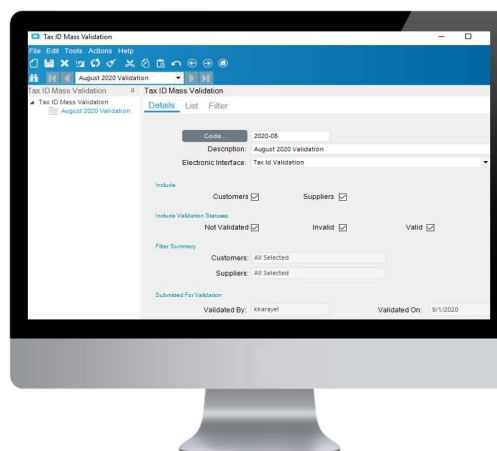 Tax ID Mass Validation
File Edit Tools Actions Help
August 2020 Validation
Tax ID Mass Validation
Tax ID Mass Validation
Tax ID Mass Validation
August 2020 Validation
Details List Filter
Code... 2020-08
Description: August 2020 Validation
Electronic Interface: Tax Id Validation
Include
Customers Suppliers
Include Validation Statuses
Not Validated Invalid Valid
Filter Summary
Customers: All Selected
Suppliers: All Selected
Submitted For Validation
Validated By: kkarayel Validated On: 9/1/2020